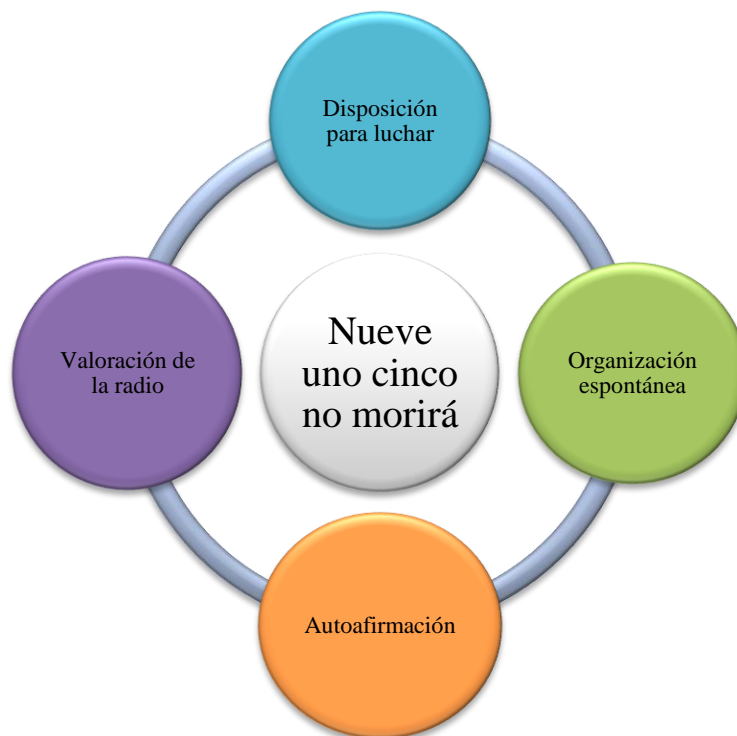 Disposición
para luchar
Valoración de
la radio
Nueve
uno cinco
no morirá
Organización
espontánea
Autoafirmación